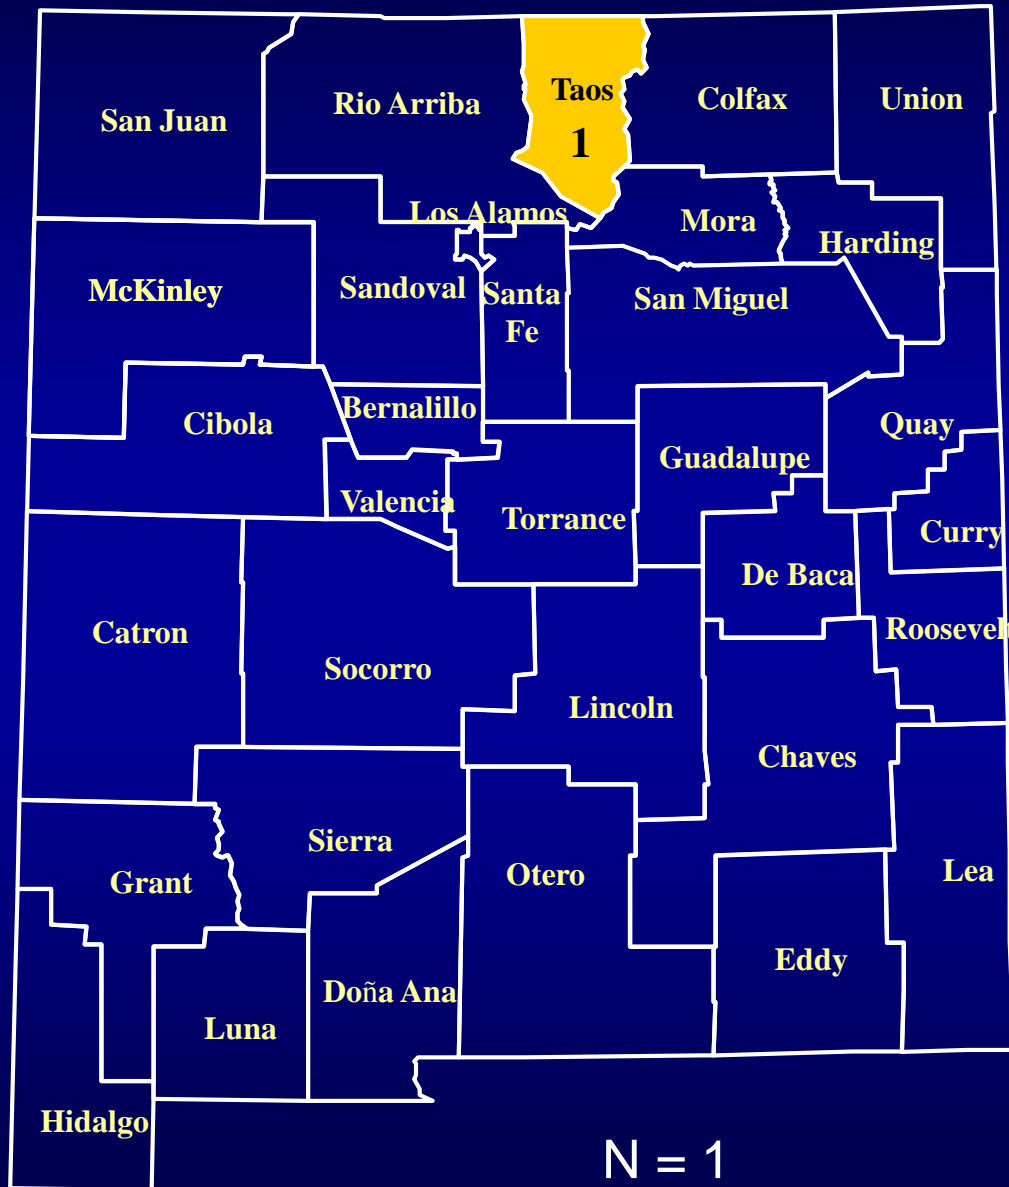 San Juan
Rio Arriba
Taos
1
Colfax
Union
Los Alamos
Mora
Harding
McKinley
Sandoval
Santa
Fe
San Miguel
Cibola
Bernalillo
Guadalupe
Quay
Valencia
Torrance
Curry
De Baca
Catron
Socorro
Roosevelt
Lincoln
Chaves
Sierra
Grant
Otero
Lea
Eddy
Doña Ana
Luna
Hidalgo
N = 1